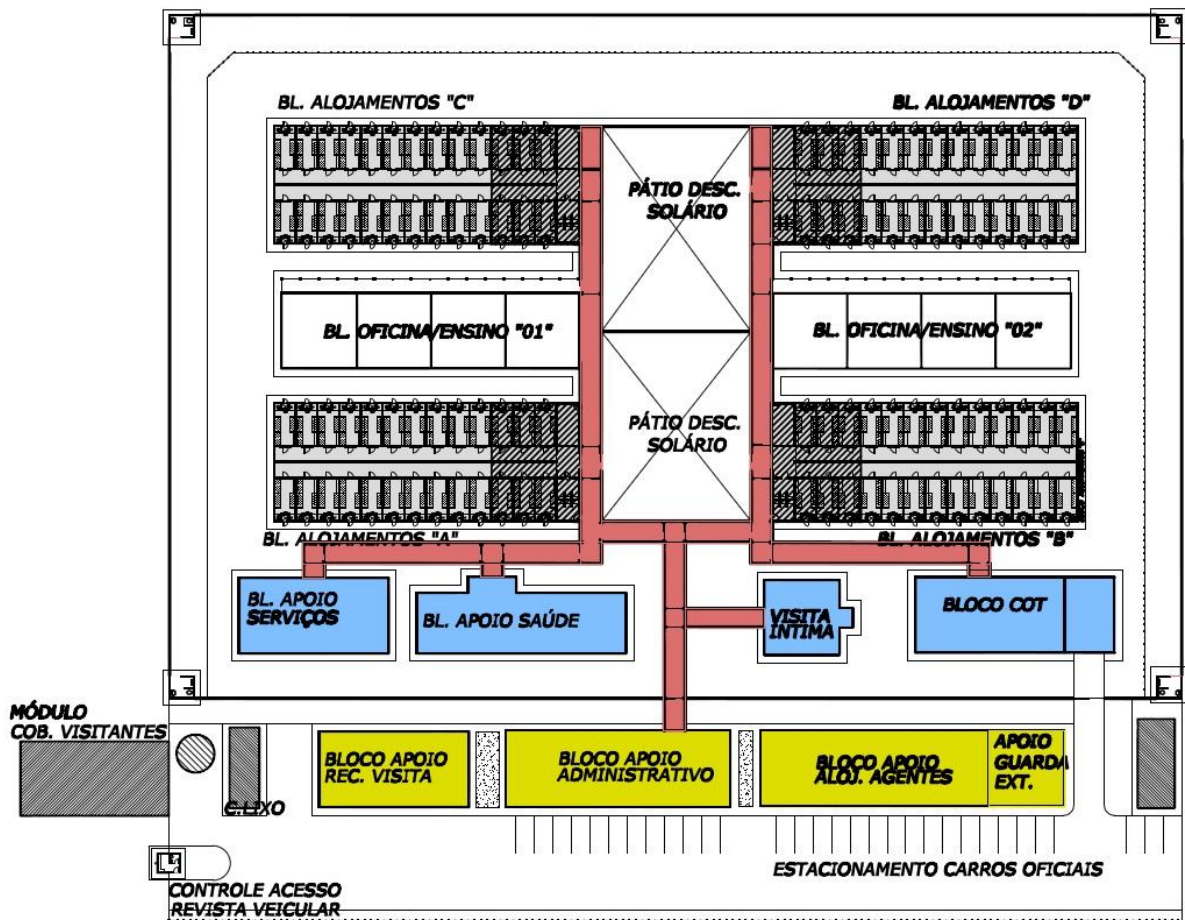 BL. ALOJAMENTOS "C"
BL. ALOJAMENTOS "D"
PÁTIO DESC.
SOLÁRIO
BL. OFICINA/ENSINO "01"
BL. OFICINA/ENSINO "02"
PÁTIO DESC.
SOLÁRIO
BL. ALOJAMENTOS "A"
BL. ALOJAMENTOS "B"
BL. APOIO
SERVIÇOS
BL. APOIO SAÚDE
VISITA
ÍNTIMA
BLOCO COT
MÓDULO
COB. VISITANTES
BLOCO APOIO
REC. VISITA
BLOCO APOIO
ADMINISTRATIVO
BLOCO APOIO
ALOJ. AGENTES
APOIO
GUARDA
EXT.
C.LIXO
ESTACIONAMENTO CARROS OFICIAIS
CONTROLE ACESSO
REVISTA VEICULAR